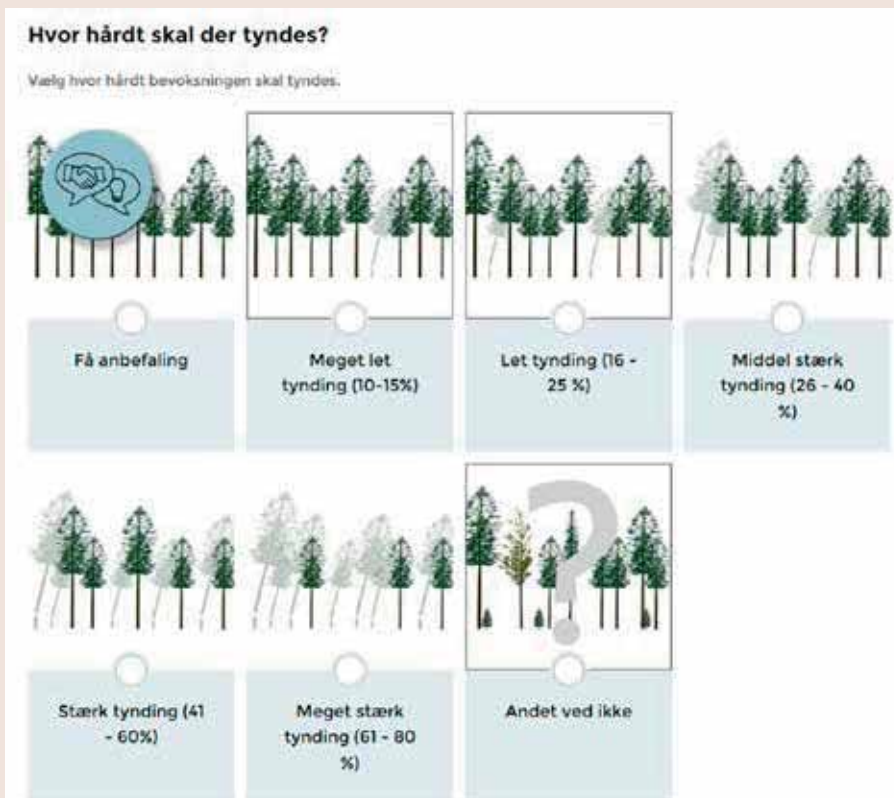 Hvor hårdt skal der tyndes?
Vælg hvor hårdt bevoksningen skal tyndes.
Få anbefaling
Meget let
tynding (10-15%)
Let tynding (16 -
25 %)
Middel stærk
tynding (26 - 40
%)
Stærk tynding (41
- 60%)
Meget stærk
tynding (61 - 80
%)
?
Andet ved ikke